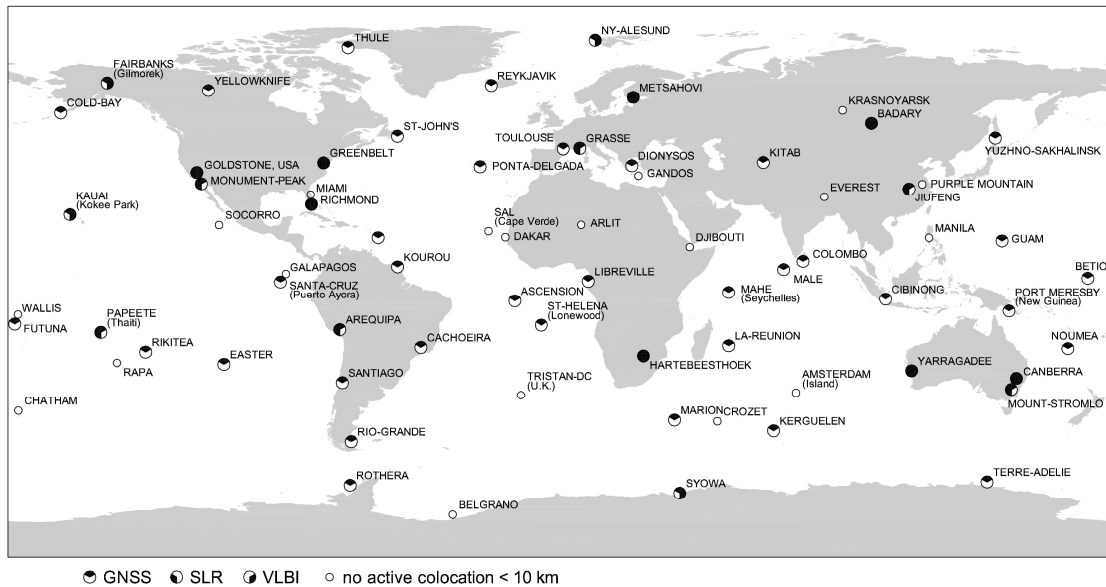 THULE
NY-ALESUND
FAIRBANKS
(Gilmorek)
YELLOWKNIFE
REYKJAVIK
METSAHOVI
COLD-BAY
KRASNOYARSK
BADARY
ST-JOHN'S
TOULOUSE
GRASSE
YUZHNO-SAKHALINSK
GREENBELT
GOLDSTONE, USA
PONTA-DELGADA
DIONYSOS
KITAB
MONUMENT-PEAK
GANDOS
MIAMI
EVEREST
PURPLE MOUNTAIN
KAUAI
(Kokee Park)
RICHMOND
JIUFENG
SOCORRO
SAL
(Cape Verde)
ARLIT
DAKAR
DJIBOUTI
MANILA
GUAM
COLOMBO
KOUROU
MALE
GALAPAGOS
LIBREVILLE
BETIO
SANTA-CRUZ
(Puerto Ayora)
ASCENSION
MAHE
(Seychelles)
CIBINONG
PORT MERESBY
(New Guinea)
WALLIS
FUTUNA
PAPEETE
(Thaiti)
ST-HELENA
(Lonewood)
AREQUIPA
RIKITEA
CACHOEIRA
LA-REUNION
NOUMEA
RAPA
EASTER
HARTEBEESTHOEK
YARRAGADEE
SANTIAGO
CANBERRA
TRISTAN-DC
(U.K.)
AMSTERDAM
(Island)
MOUNT-STROMLO
CHATHAM
MARION
CROZET
KERGUELEN
RIO-GRANDE
ROTHERA
SYOWA
TERRE-ADELIE
BELGRANO
GNSS SLR VLBI no active colocation < 10 km